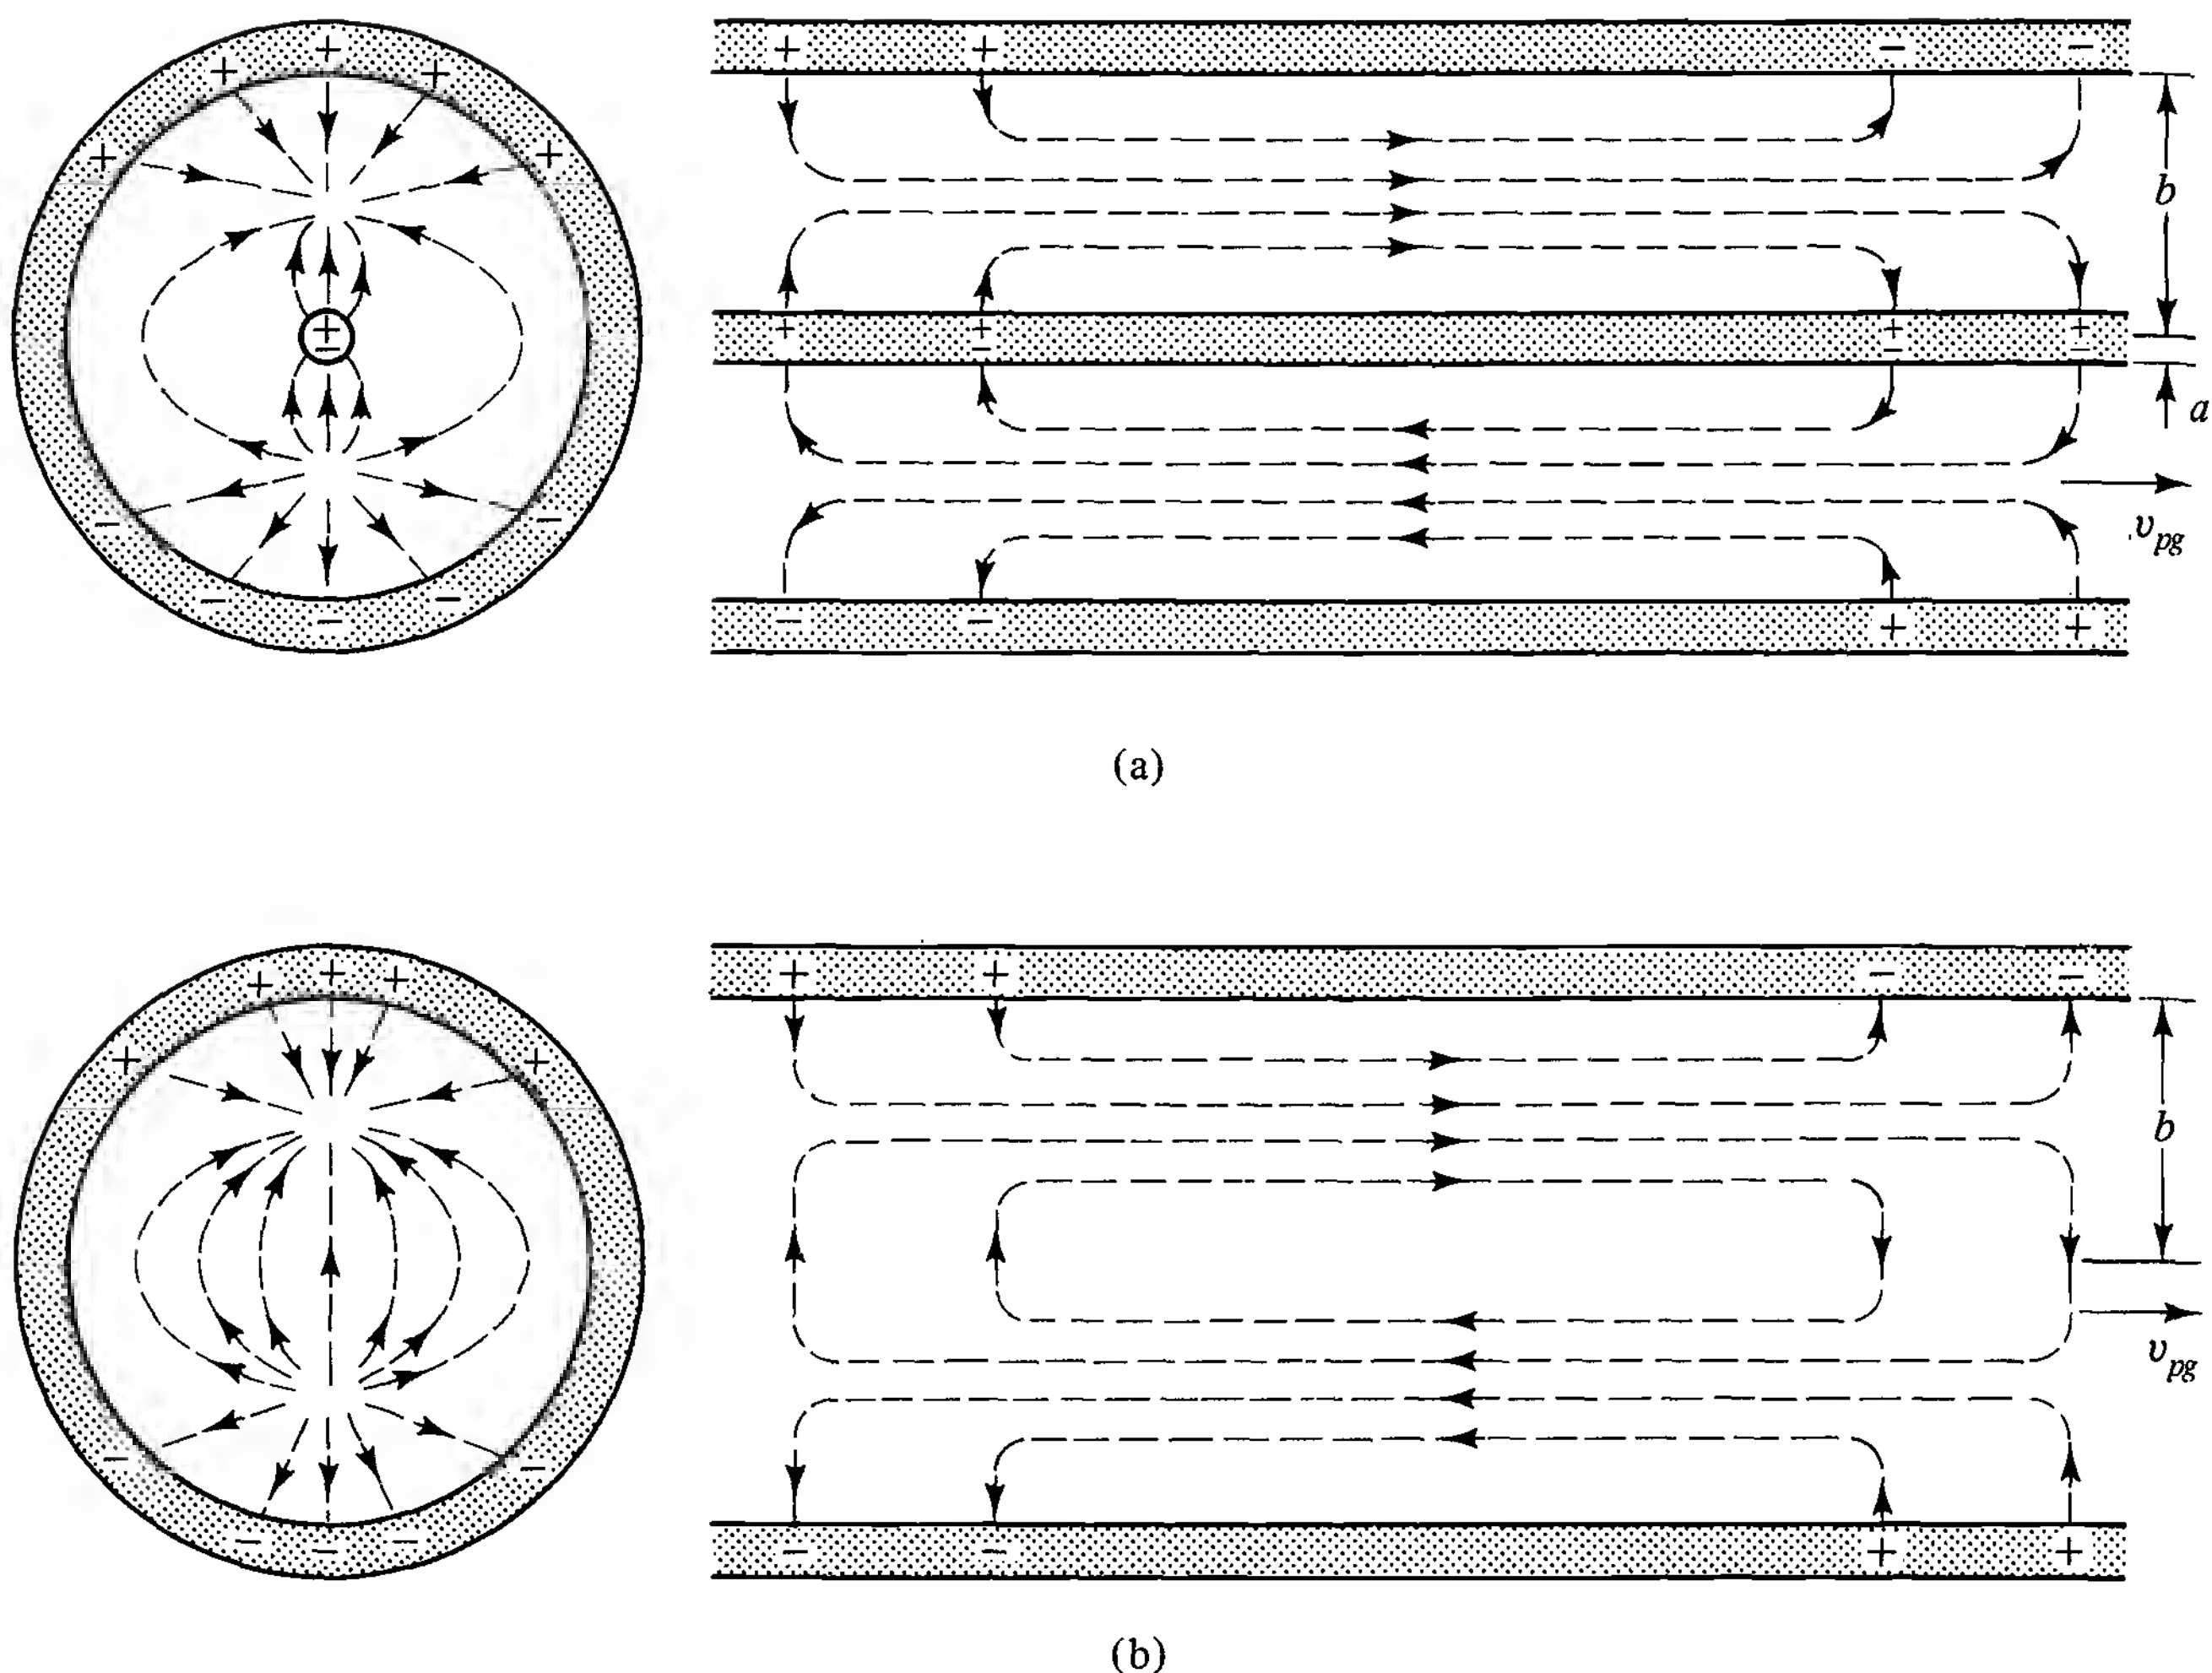 + + +
+ +
+
−
− −
− − −
+ + − −
b
+ + + +
− − −
a
v_pg
− − + +
(a)
+ + +
+ +
− −
− − −
+ + − −
b
v_pg
− − + +
(b)